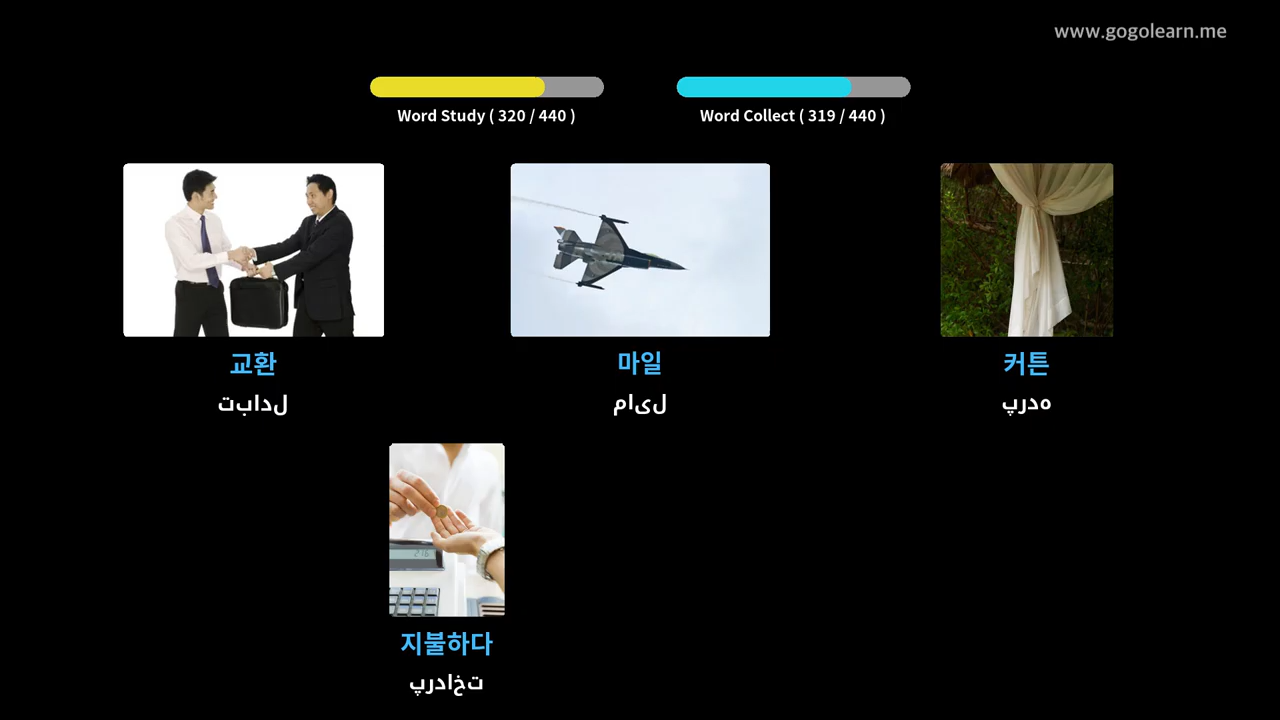 www.gogolearn.me
Word Study ( 320 / 440 )
Word Collect ( 319 / 440 )
교환
تبادل
마일
مایل
커튼
پرده
지불하다
پرداخت